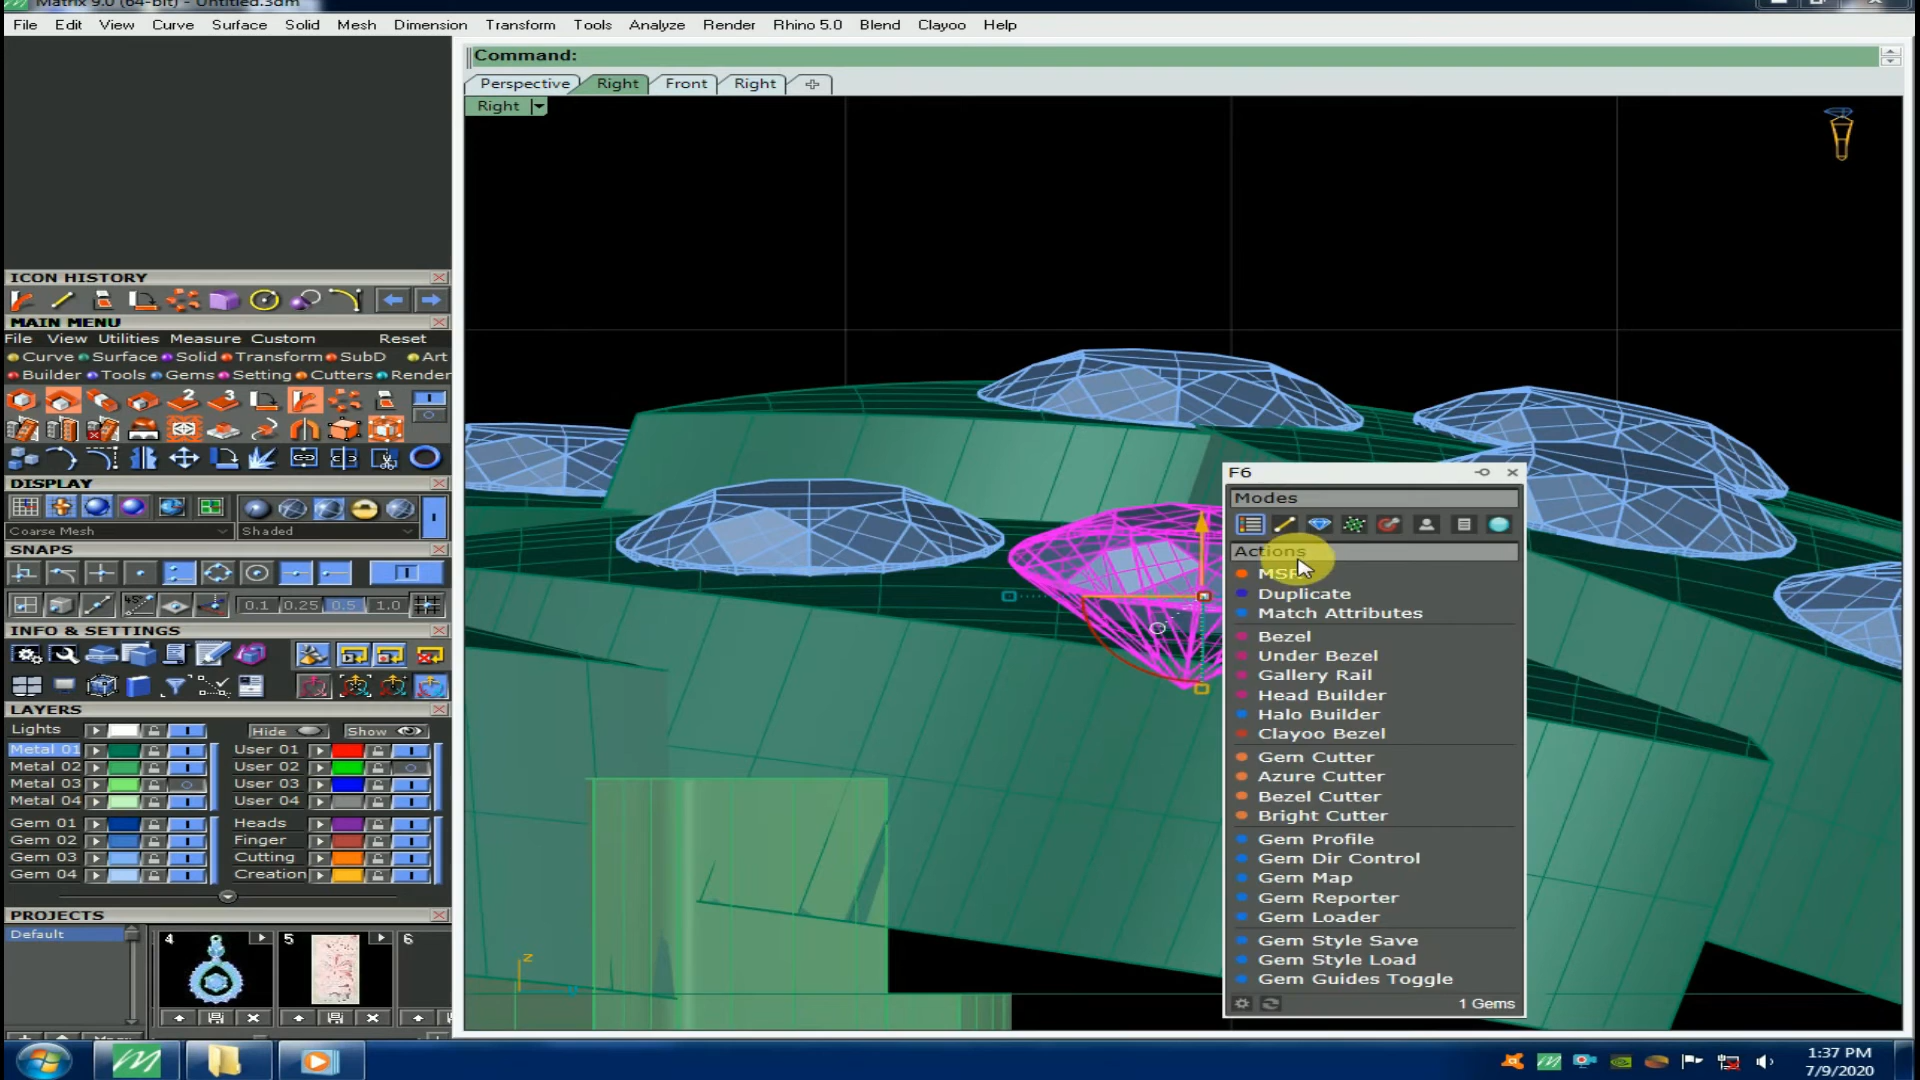 Matrix 9.0 (64-bit) - Untitled.3dm
File Edit View Curve Surface Solid Mesh Dimension Transform Tools Analyze Render Rhino 5.0 Blend Clayoo Help
Command:
Perspective Right Front Right
Right
ICON HISTORY
MAIN MENU
File View Utilities Measure Custom Reset
Curve Surface Solid Transform SubD Art
Builder Tools Gems Setting Cutters Render
2 3
DISPLAY
Coarse Mesh Shaded
SNAPS
45°
0.1 0.25 0.5 1.0
INFO & SETTINGS
LAYERS
Lights Hide Show
Metal 01 User 01
Metal 02 User 02
Metal 03 User 03
Metal 04 User 04
Gem 01 Heads
Gem 02 Finger
Gem 03 Cutting
Gem 04 Creation
PROJECTS
Default
4 5 6
z
F6
Modes
Actions
Duplicate
Match Attributes
Bezel
Under Bezel
Gallery Rail
Head Builder
Halo Builder
Clayoo Bezel
Gem Cutter
Azure Cutter
Bezel Cutter
Bright Cutter
Gem Profile
Gem Dir Control
Gem Map
Gem Reporter
Gem Loader
Gem Style Save
Gem Style Load
Gem Guides Toggle
1 Gems
1:37 PM
7/9/2020